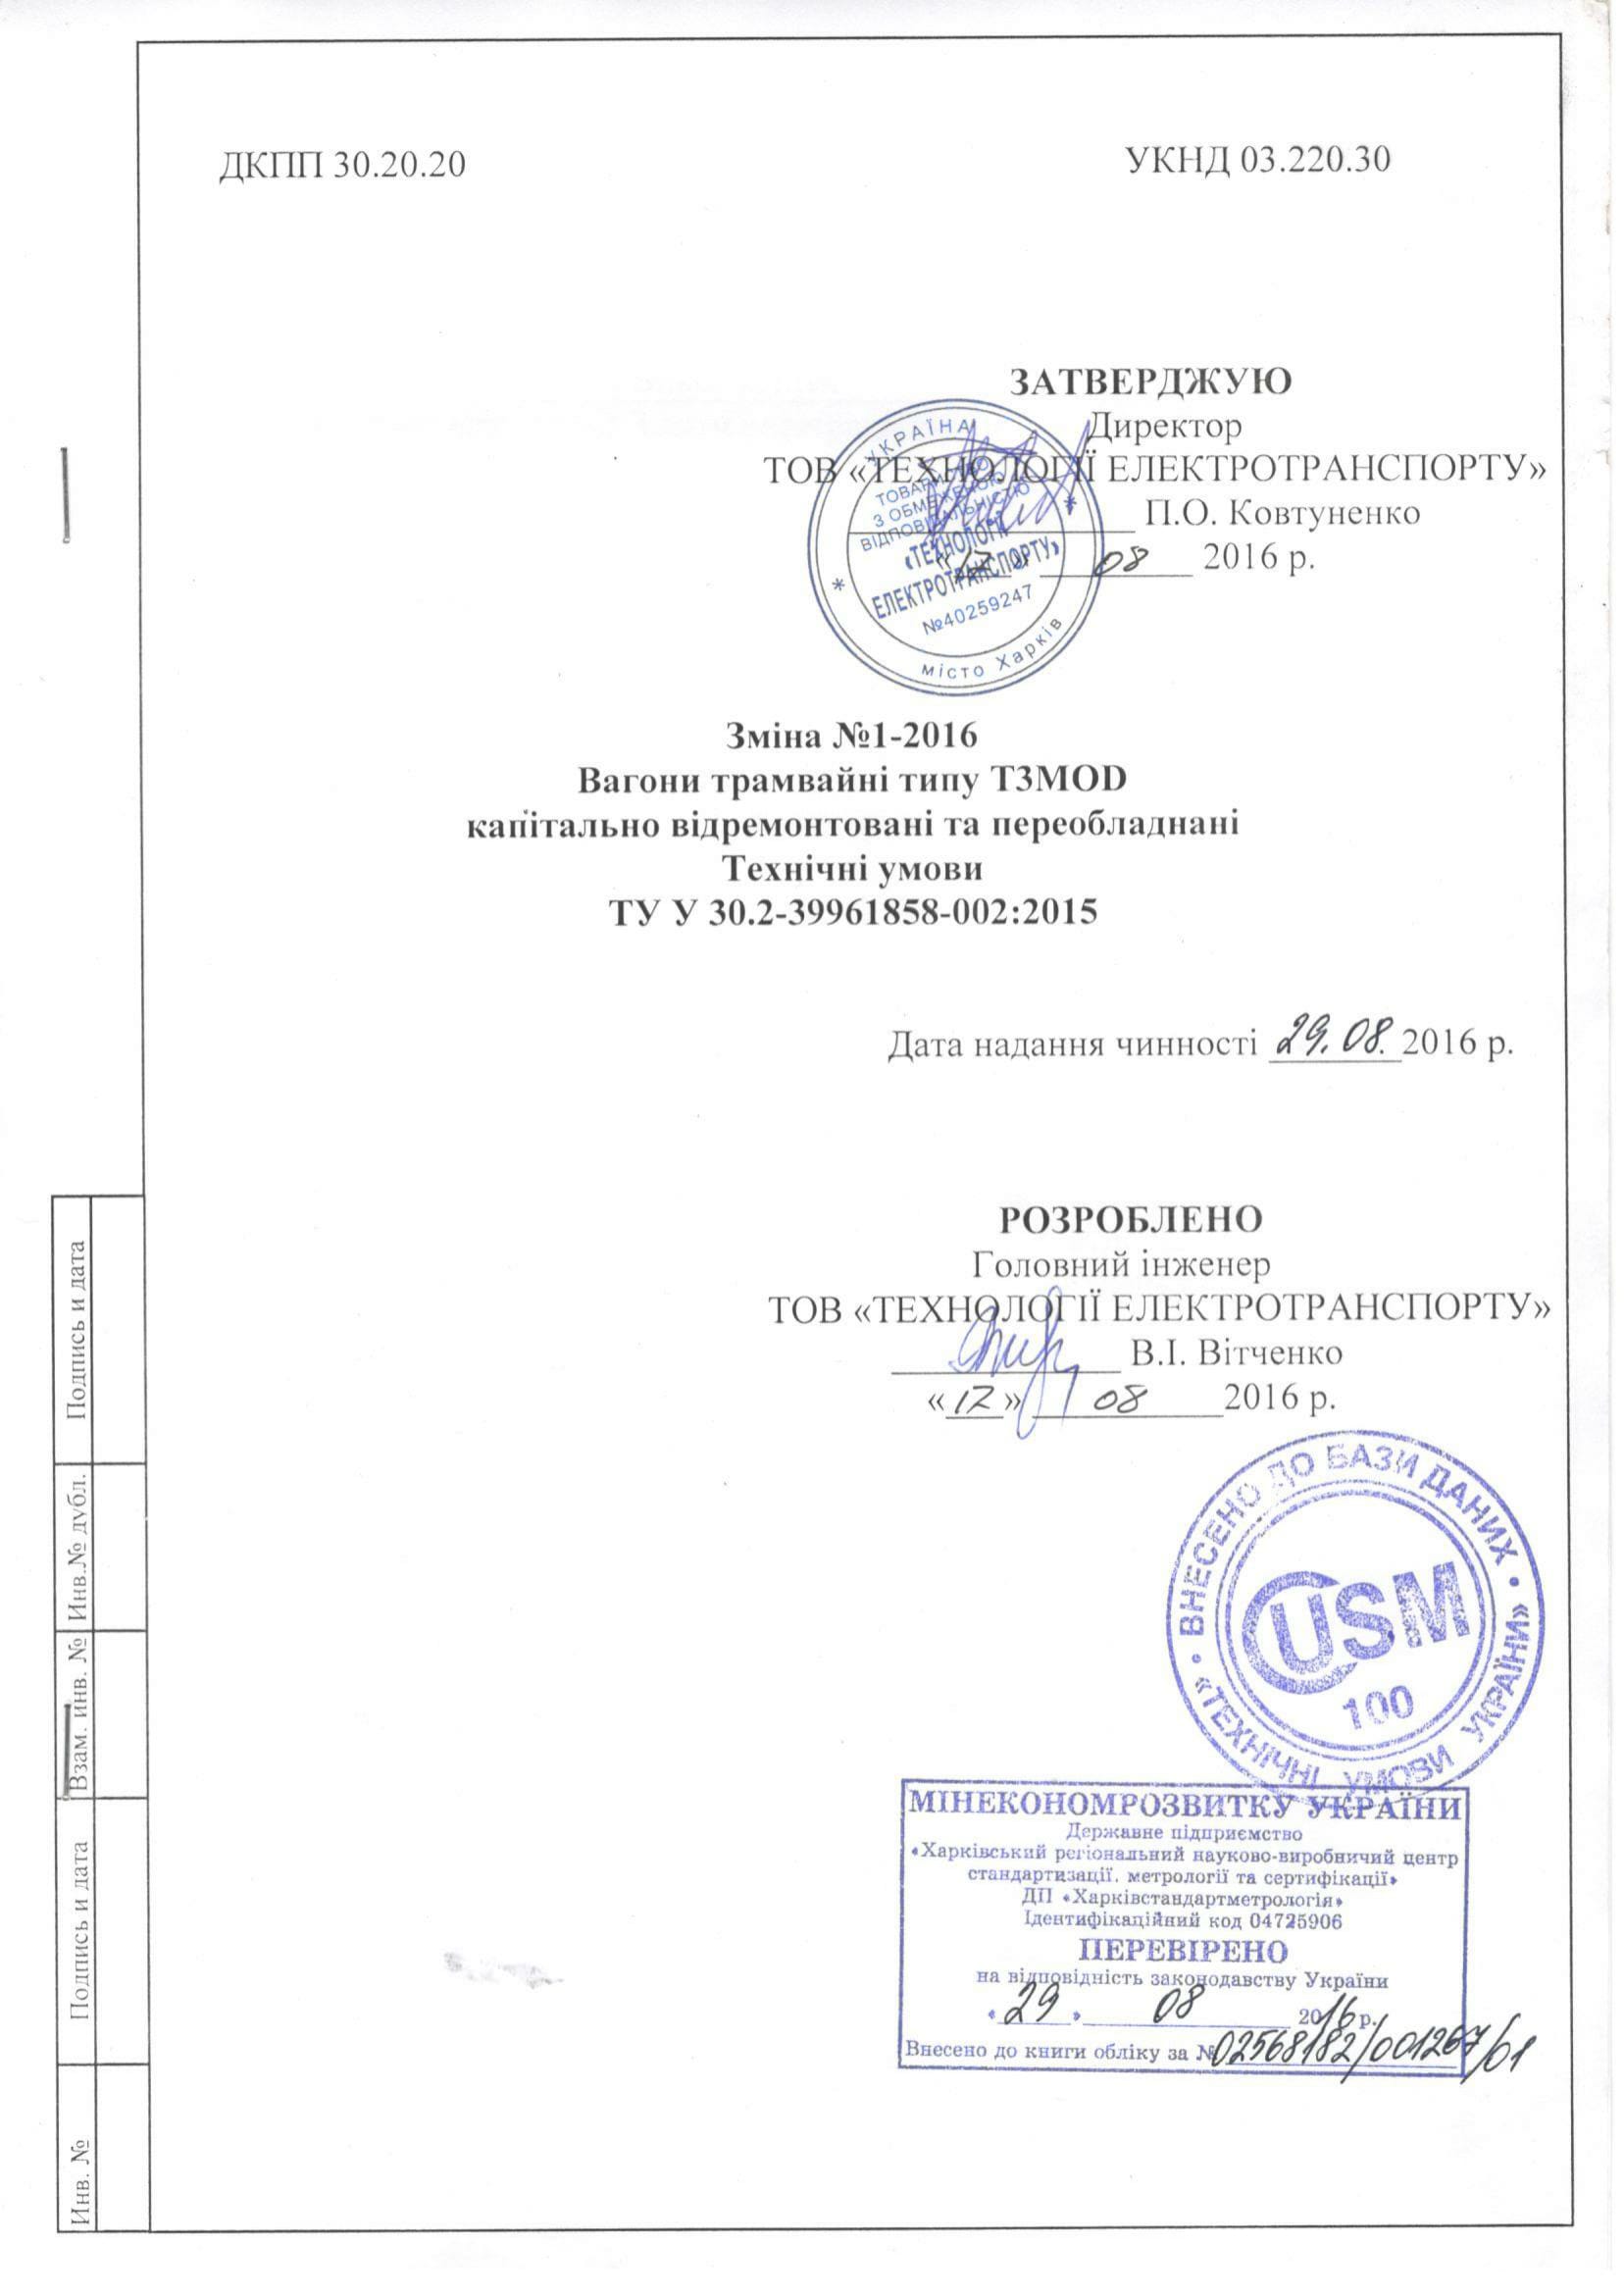 ДКПП 30.20.20
УКНД 03.220.30
ЗАТВЕРДЖУЮ
Директор
ТОВ «ТЕХНОЛОГІЇ ЕЛЕКТРОТРАНСПОРТУ»
П.О. Ковтуненко
«12» 08 2016 р.
УКРАЇНА
ТОВАРИСТВО
З ОБМЕЖЕНОЮ
ВІДПОВІДАЛЬНІСТЮ
«ТЕХНОЛОГІЇ
ЕЛЕКТРОТРАНСПОРТУ»
№40259247
місто Харків
Зміна №1-2016
Вагони трамвайні типу Т3MOD
капітально відремонтовані та переобладнані
Технічні умови
ТУ У 30.2-39961858-002:2015
Дата надання чинності 29.08.2016 р.
РОЗРОБЛЕНО
Головний інженер
ТОВ «ТЕХНОЛОГІЇ ЕЛЕКТРОТРАНСПОРТУ»
В.І. Вітченко
«12» 08 2016 р.
• ВНЕСЕНО ДО БАЗИ ДАНИХ •
USM
100
«ТЕХНІЧНІ УМОВИ УКРАЇНИ»
МІНЕКОНОМРОЗВИТКУ УКРАЇНИ
Державне підприємство
«Харківський регіональний науково-виробничий центр
стандартизації, метрології та сертифікації»
ДП «Харківстандартметрологія»
Ідентифікаційний код 04725906
ПЕРЕВІРЕНО
на відповідність законодавству України
«29» 08 2016 р.
Внесено до книги обліку за № 02568182/001267/01
Подпись и дата
Инв.№ дубл.
Взам. инв. №
Подпись и дата
Инв. №